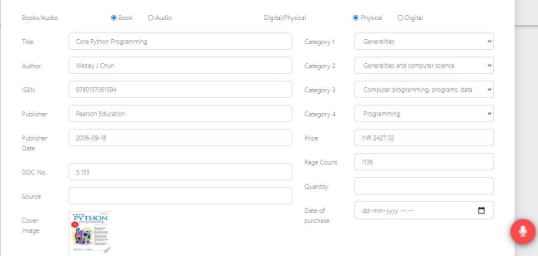 Books/Audio Book Audio Digital/Physical Physical Digital
Title Core Python Programming Category 1 Generalities
Author Wesley J Chun Category 2 Generalities and computer science
ISBN 9780137061594 Category 3 Computer programming, programs, data
Publisher Pearson Education Category 4 Programming
Publisher Date 2006-09-18 Price INR 2427.02
DDC No. 5.133 Page Count 1136
Source Quantity
Cover Image PYTHON Date of purchase dd-mm-yyyy --:--